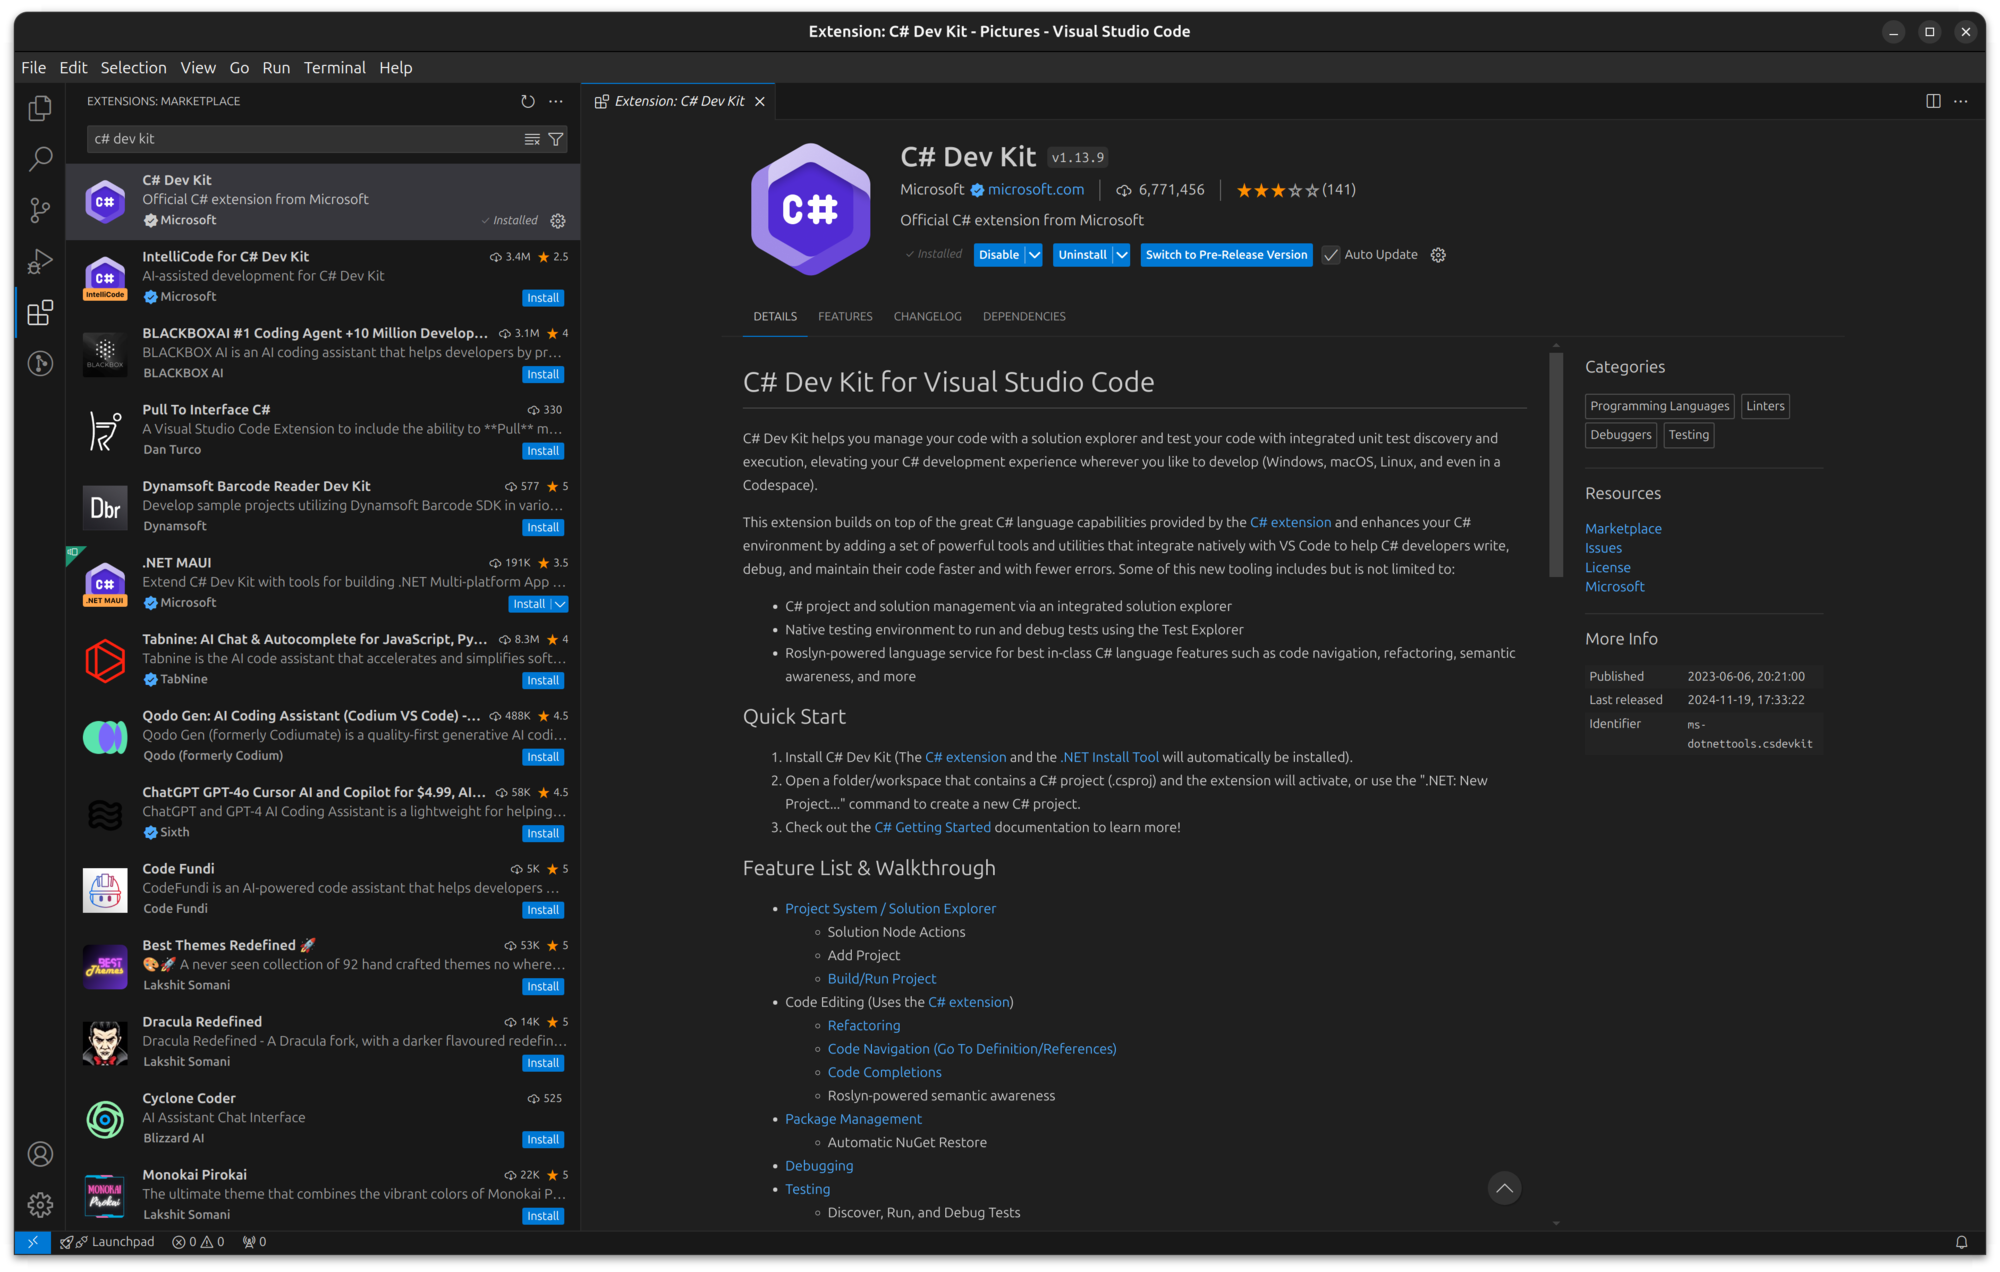 Extension: C# Dev Kit - Pictures - Visual Studio Code
File Edit Selection View Go Run Terminal Help
EXTENSIONS: MARKETPLACE
c# dev kit
C# Dev Kit
Official C# extension from Microsoft
Microsoft
Installed
C#
IntelliCode for C# Dev Kit
3.4M 2.5
AI-assisted development for C# Dev Kit
Microsoft
Install
C#
IntelliCode
BLACKBOXAI #1 Coding Agent +10 Million Develop...
3.1M 4
BLACKBOX AI is an AI coding assistant that helps developers by pr...
BLACKBOX AI
Install
BLACKBOX
Pull To Interface C#
330
A Visual Studio Code Extension to include the ability to **Pull** m...
Dan Turco
Install
Dynamsoft Barcode Reader Dev Kit
577 5
Develop sample projects utilizing Dynamsoft Barcode SDK in vario...
Dynamsoft
Install
Dbr
.NET MAUI
191K 3.5
Extend C# Dev Kit with tools for building .NET Multi-platform App ...
Microsoft
Install
C#
.NET MAUI
Tabnine: AI Chat & Autocomplete for JavaScript, Py...
8.3M 4
Tabnine is the AI code assistant that accelerates and simplifies soft...
TabNine
Install
Qodo Gen: AI Coding Assistant (Codium VS Code) -...
488K 4.5
Qodo Gen (formerly Codiumate) is a quality-first generative AI codi...
Qodo (formerly Codium)
Install
ChatGPT GPT-4o Cursor AI and Copilot for $4.99, AI...
58K 4.5
ChatGPT and GPT-4 AI Coding Assistant is a lightweight for helping...
Sixth
Install
Code Fundi
5K 5
CodeFundi is an AI-powered code assistant that helps developers ...
Code Fundi
Install
Best Themes Redefined 🚀
53K 5
🎨🚀 A never seen collection of 92 hand crafted themes no where...
Lakshit Somani
Install
BEST
Themes
Dracula Redefined
14K 5
Dracula Redefined - A Dracula fork, with a darker flavoured redefin...
Lakshit Somani
Install
Cyclone Coder
525
AI Assistant Chat Interface
Blizzard AI
Install
Monokai Pirokai
22K 5
The ultimate theme that combines the vibrant colors of Monokai P...
Lakshit Somani
Install
MONOKAI
Pirokai
Extension: C# Dev Kit
C#
C# Dev Kit v1.13.9
Microsoft microsoft.com 6,771,456 (141)
Official C# extension from Microsoft
Installed Disable Uninstall Switch to Pre-Release Version Auto Update
DETAILS FEATURES CHANGELOG DEPENDENCIES
C# Dev Kit for Visual Studio Code
C# Dev Kit helps you manage your code with a solution explorer and test your code with integrated unit test discovery and
execution, elevating your C# development experience wherever you like to develop (Windows, macOS, Linux, and even in a
Codespace).
This extension builds on top of the great C# language capabilities provided by the C# extension and enhances your C#
environment by adding a set of powerful tools and utilities that integrate natively with VS Code to help C# developers write,
debug, and maintain their code faster and with fewer errors. Some of this new tooling includes but is not limited to:
• C# project and solution management via an integrated solution explorer
• Native testing environment to run and debug tests using the Test Explorer
• Roslyn-powered language service for best in-class C# language features such as code navigation, refactoring, semantic
awareness, and more
Quick Start
1. Install C# Dev Kit (The C# extension and the .NET Install Tool will automatically be installed).
2. Open a folder/workspace that contains a C# project (.csproj) and the extension will activate, or use the ".NET: New
Project..." command to create a new C# project.
3. Check out the C# Getting Started documentation to learn more!
Feature List & Walkthrough
• Project System / Solution Explorer
◦ Solution Node Actions
◦ Add Project
◦ Build/Run Project
• Code Editing (Uses the C# extension)
◦ Refactoring
◦ Code Navigation (Go To Definition/References)
◦ Code Completions
◦ Roslyn-powered semantic awareness
• Package Management
◦ Automatic NuGet Restore
• Debugging
• Testing
◦ Discover, Run, and Debug Tests
Categories
Programming Languages Linters
Debuggers Testing
Resources
Marketplace
Issues
License
Microsoft
More Info
Published 2023-06-06, 20:21:00
Last released 2024-11-19, 17:33:22
Identifier ms-
dotnettools.csdevkit
Launchpad 0 0 0